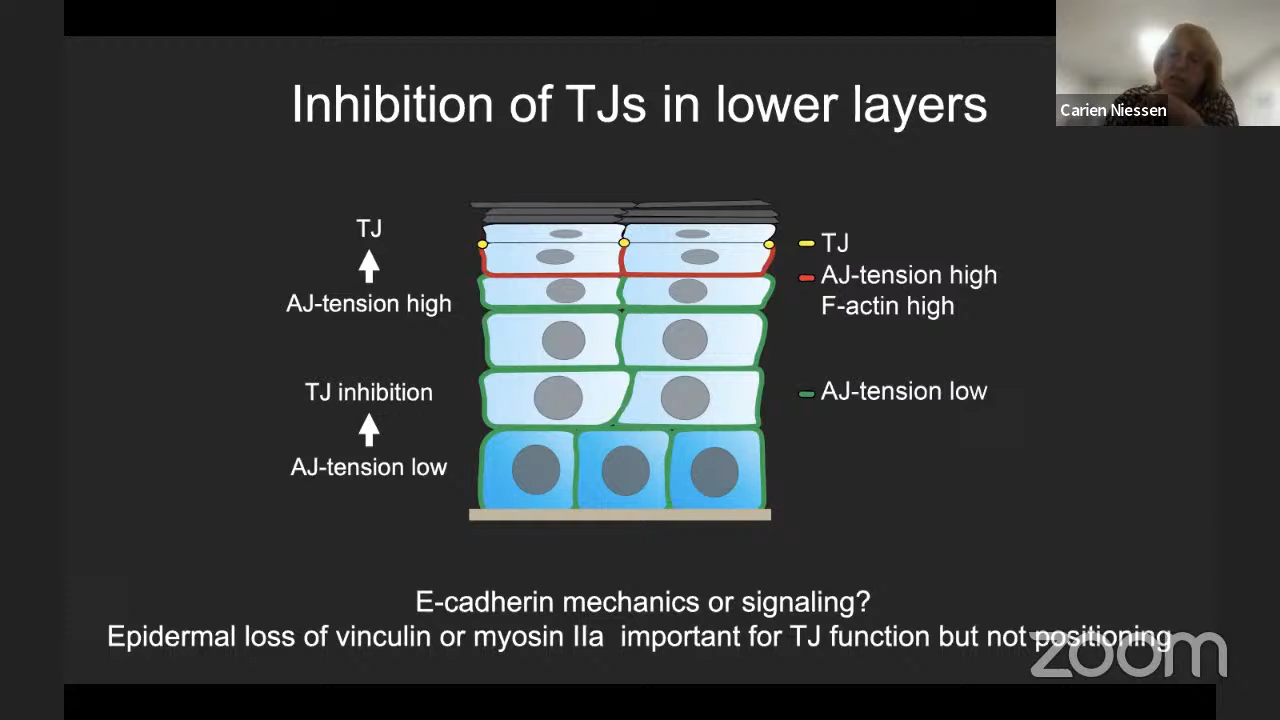 Inhibition of TJs in lower layers
Carien Niessen
TJ
AJ-tension high
TJ inhibition
AJ-tension low
TJ
AJ-tension high
F-actin high
AJ-tension low
E-cadherin mechanics or signaling?
Epidermal loss of vinculin or myosin IIa important for TJ function but not positioning
zoom